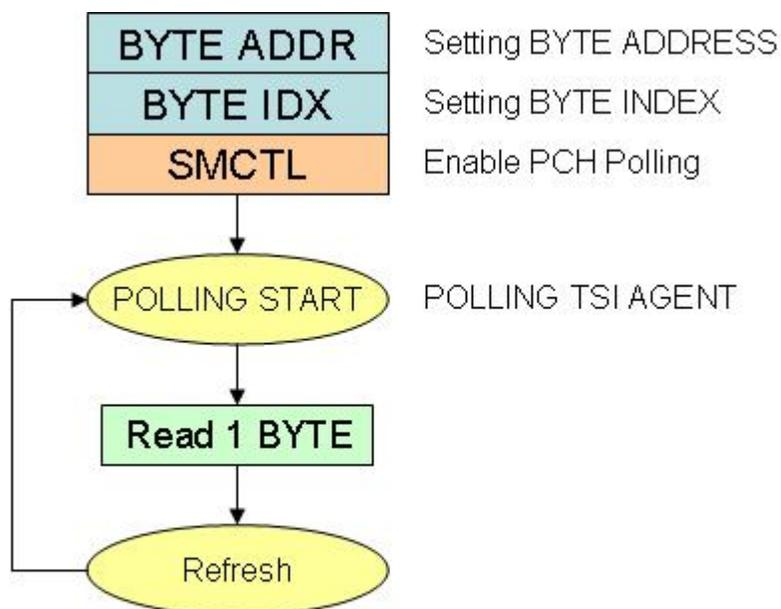 BYTE ADDR Setting BYTE ADDRESS
BYTE IDX Setting BYTE INDEX
SMCTL Enable PCH Polling
POLLING START POLLING TSI AGENT
Read 1 BYTE
Refresh